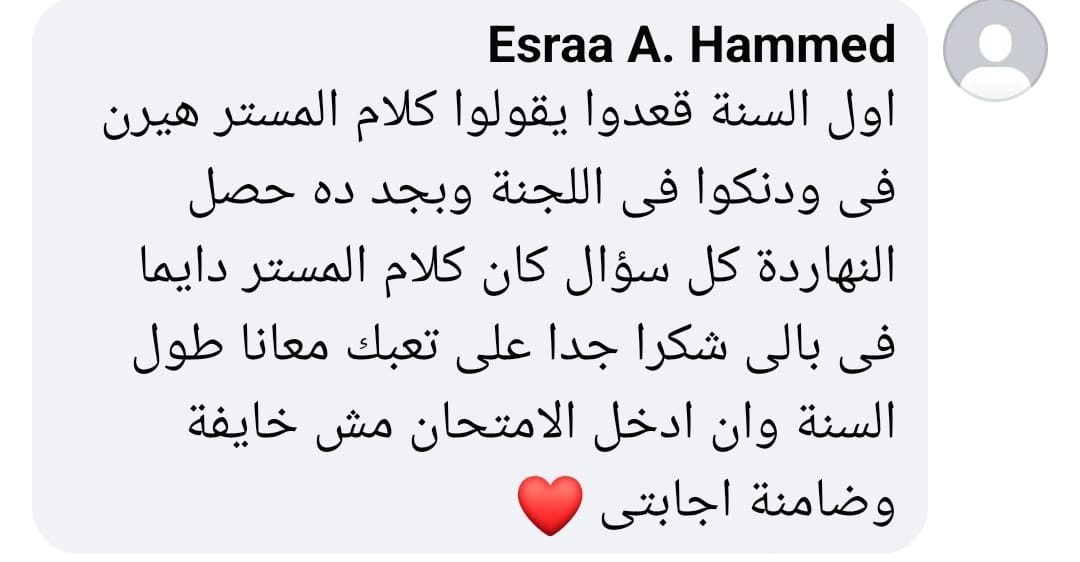 Esraa A. Hammed
اول السنة قعدوا يقولوا كلام المستر هيرن
فى ودنكوا فى اللجنة وبجد ده حصل
النهاردة كل سؤال كان كلام المستر دايما
فى بالى شكرا جدا على تعبك معانا طول
السنة وان ادخل الامتحان مش خايفة
وضامنة اجابتى ❤️